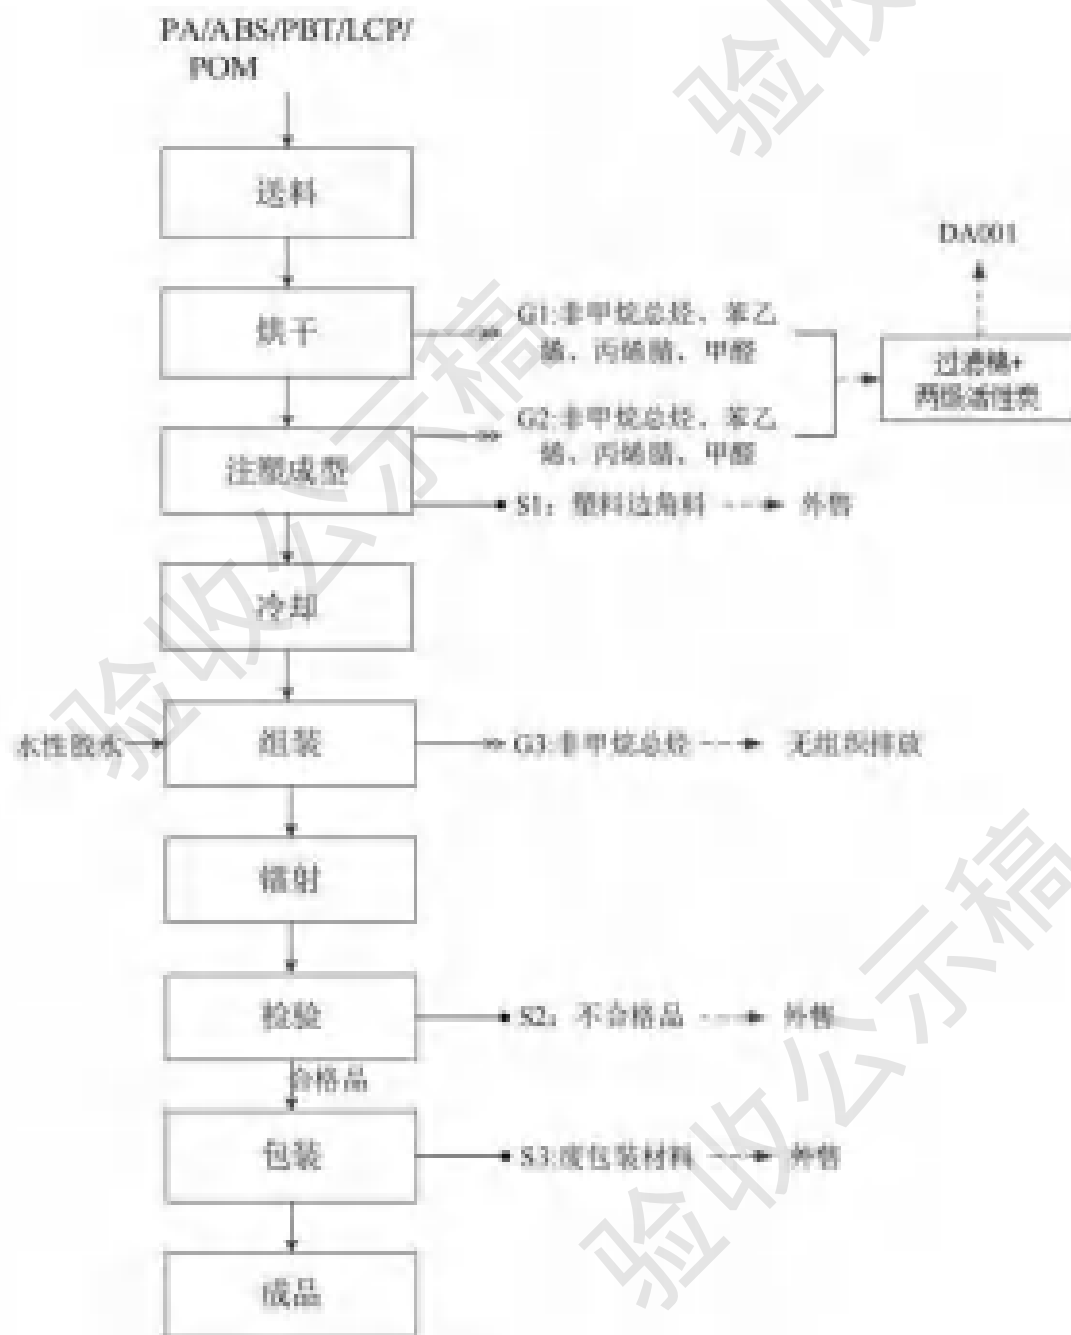 PA/ABS/PBT/LCP/
POM
送料
DA001
烘干
G1:非甲烷总烃、苯乙
烯、丙烯腈、甲醛
过滤棉+
两级活性炭
G2:非甲烷总烃、苯乙
烯、丙烯腈、甲醛
注塑成型
S1：塑料边角料
外售
冷却
水性胶水
组装
G3:非甲烷总烃
无组织排放
镭射
检验
S2：不合格品
外售
合格品
包装
S3:废包装材料
外售
成品
验收公示稿
验收公示稿
验收